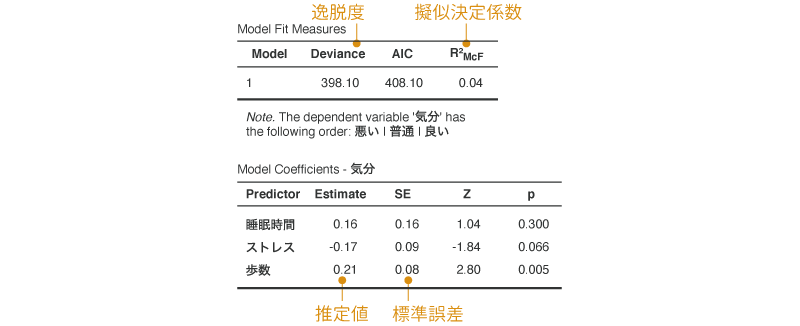 逸脱度 擬似決定係数
Model Fit Measures
Model Deviance AIC R²McF
1 398.10 408.10 0.04
Note. The dependent variable '気分' has
the following order: 悪い | 普通 | 良い
Model Coefficients - 気分
Predictor Estimate SE Z p
睡眠時間 0.16 0.16 1.04 0.300
ストレス -0.17 0.09 -1.84 0.066
歩数 0.21 0.08 2.80 0.005
推定値 標準誤差